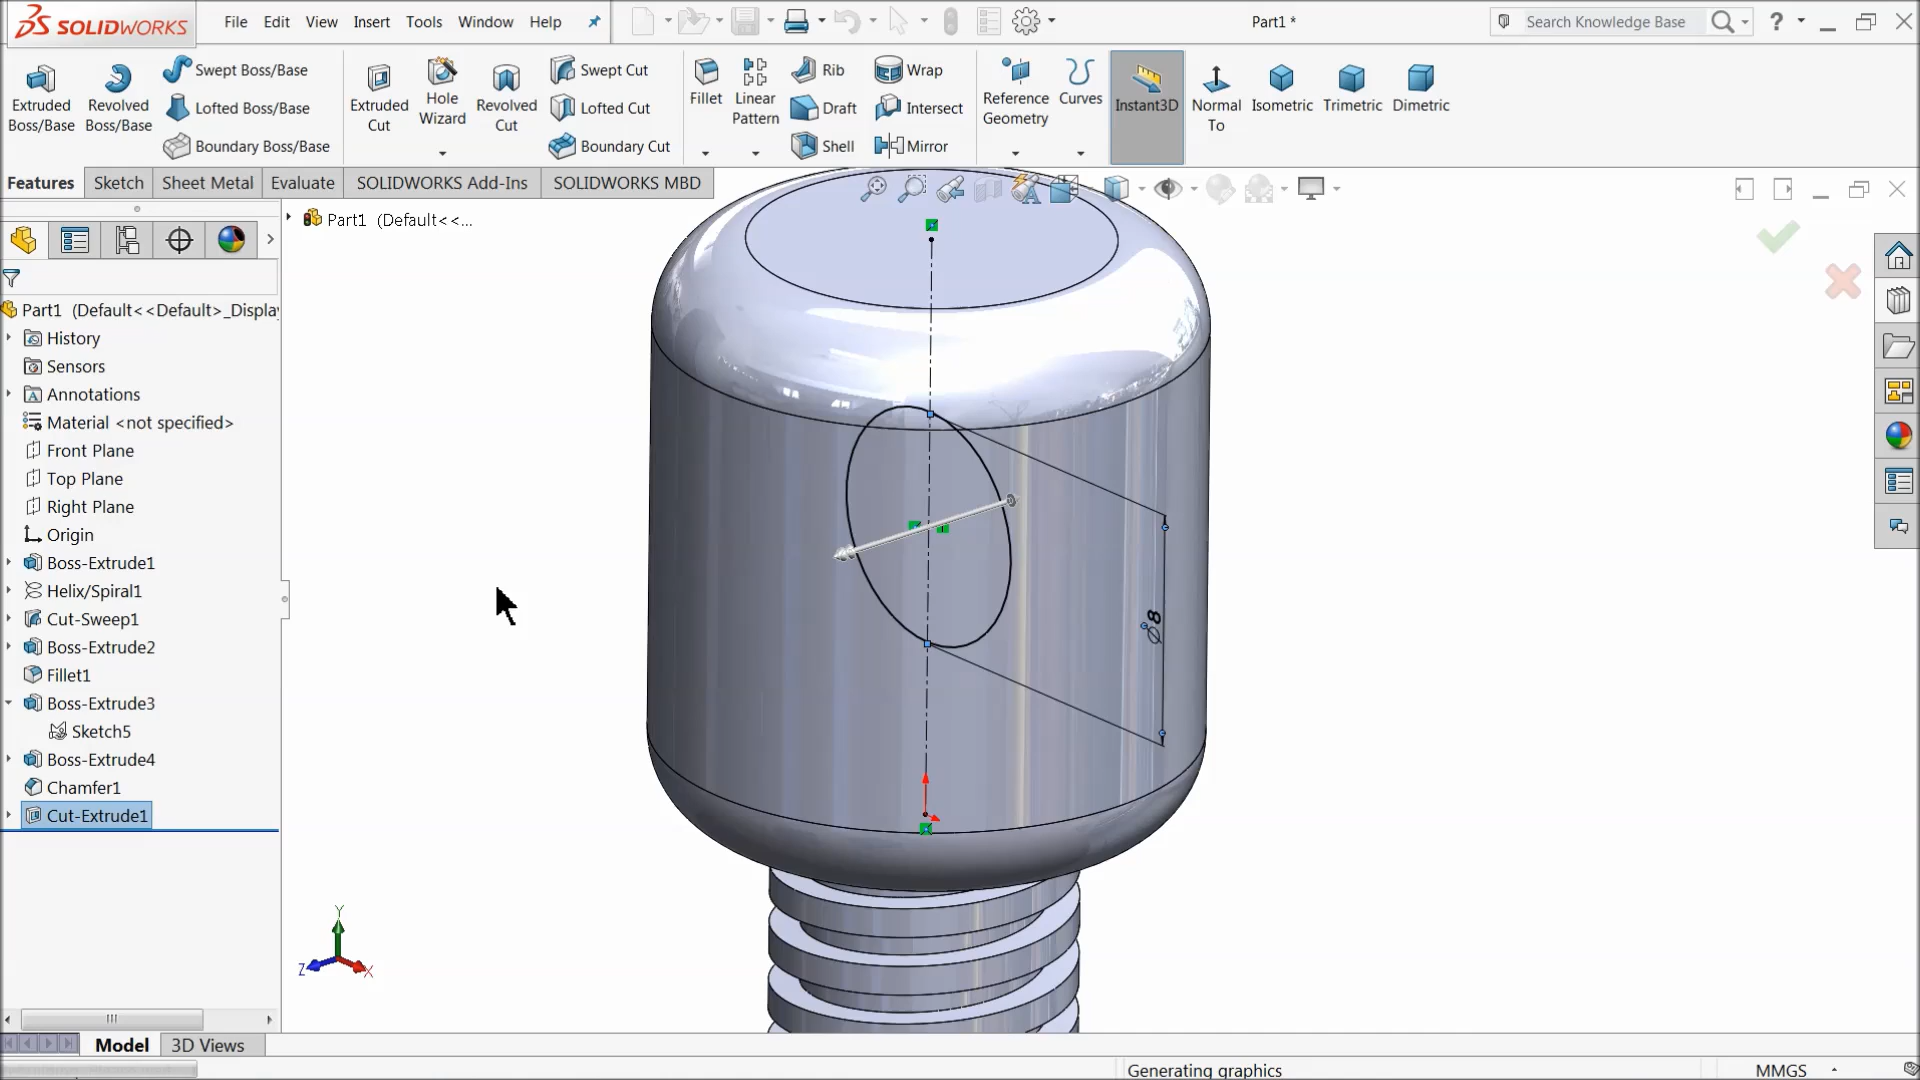 SOLIDWORKS
File Edit View Insert Tools Window Help
Part1 *
Search Knowledge Base
?
Extruded Boss/Base
Revolved Boss/Base
Swept Boss/Base
Lofted Boss/Base
Boundary Boss/Base
Extruded Cut
Hole Wizard
Revolved Cut
Swept Cut
Lofted Cut
Boundary Cut
Fillet
Linear Pattern
Rib
Draft
Shell
Wrap
Intersect
Mirror
Reference Geometry
Curves
Instant3D
Normal To
Isometric
Trimetric
Dimetric
Features Sketch Sheet Metal Evaluate SOLIDWORKS Add-Ins SOLIDWORKS MBD
Part1 (Default<<...
Part1 (Default<<Default>_Displa
History
Sensors
Annotations
Material <not specified>
Front Plane
Top Plane
Right Plane
Origin
Boss-Extrude1
Helix/Spiral1
Cut-Sweep1
Boss-Extrude2
Fillet1
Boss-Extrude3
Sketch5
Boss-Extrude4
Chamfer1
Cut-Extrude1
∅8
Y
Z
X
Model 3D Views
Generating graphics
MMGS